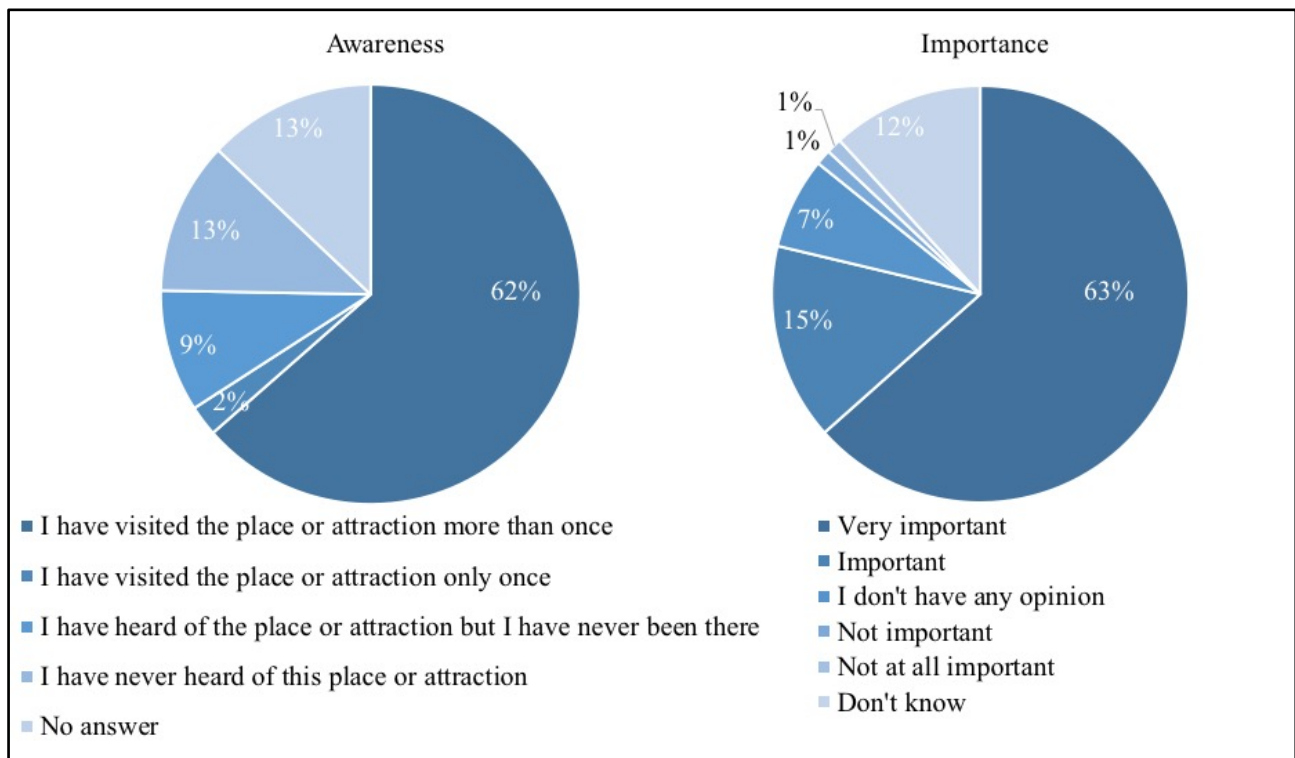 Awareness
13%
13%
62%
9%
2%
I have visited the place or attraction more than once
I have visited the place or attraction only once
I have heard of the place or attraction but I have never been there
I have never heard of this place or attraction
No answer
Importance
1%
12%
1%
7%
63%
15%
Very important
Important
I don't have any opinion
Not important
Not at all important
Don't know